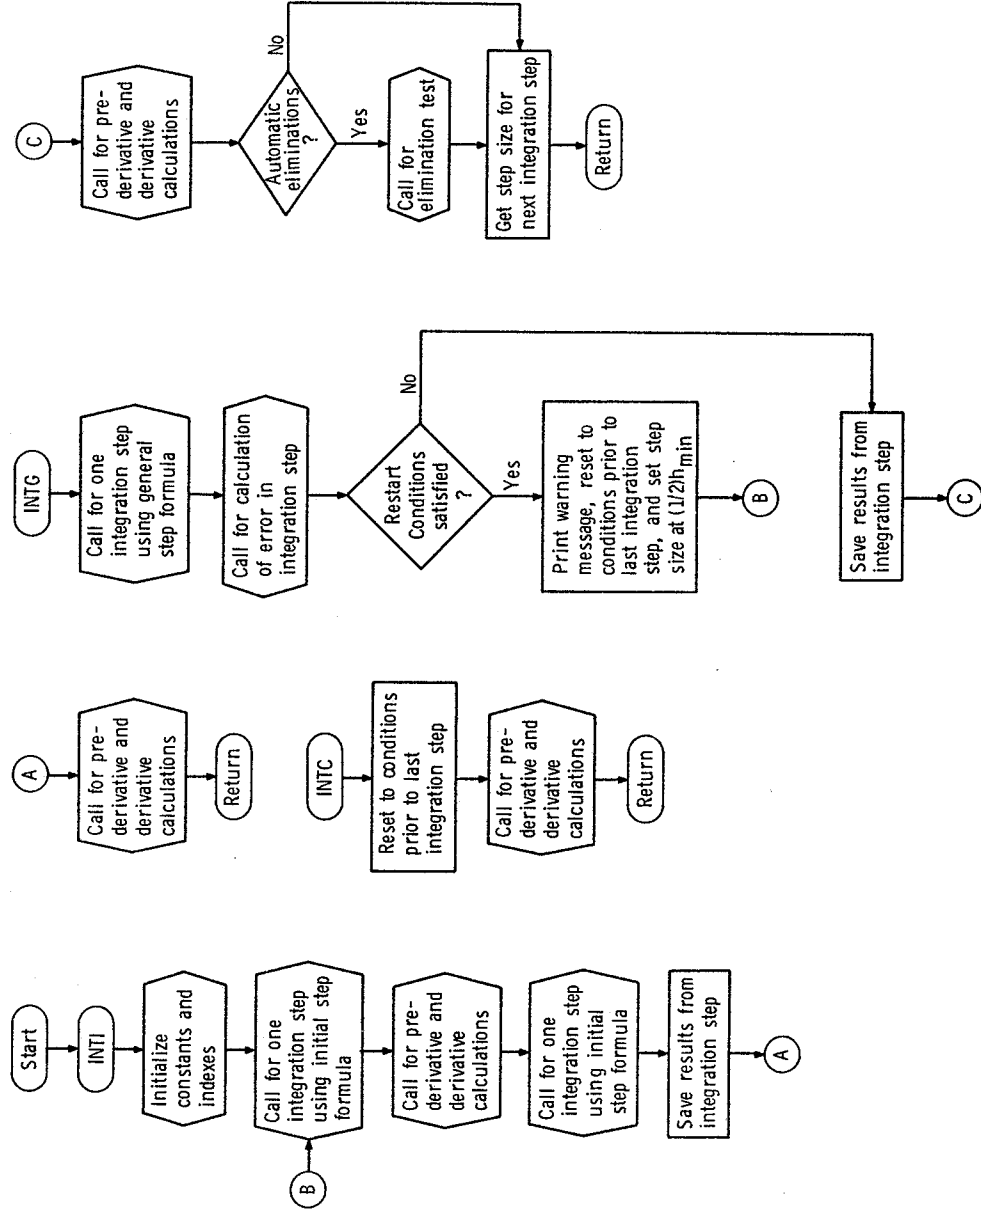 Start
INTI
Initialize
constants and
indexes
B
Call for one
integration step
using initial step
formula
Call for pre-
derivative and
derivative
calculations
Call for one
integration step
using initial
step formula
Save results from
integration step
A
A
Call for pre-
derivative and
derivative
calculations
Return
INTC
Reset to conditions
prior to last
integration step
Call for pre-
derivative and
derivative
calculations
Return
INTG
Call for one
integration step
using general
step formula
Call for calculation
of error in
integration step
Restart
Conditions
satisfied
?
No
Yes
Print warning
message, reset to
conditions prior to
last integration
step, and set step
size at (1/2)hmin
B
Save results from
integration step
C
C
Call for pre-
derivative and
derivative
calculations
Automatic
eliminations
?
No
Yes
Call for
elimination test
Get step size for
next integration step
Return